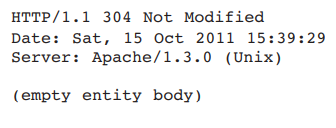 HTTP/1.1 304 Not Modified
Date: Sat, 15 Oct 2011 15:39:29
Server: Apache/1.3.0 (Unix)
(empty entity body)